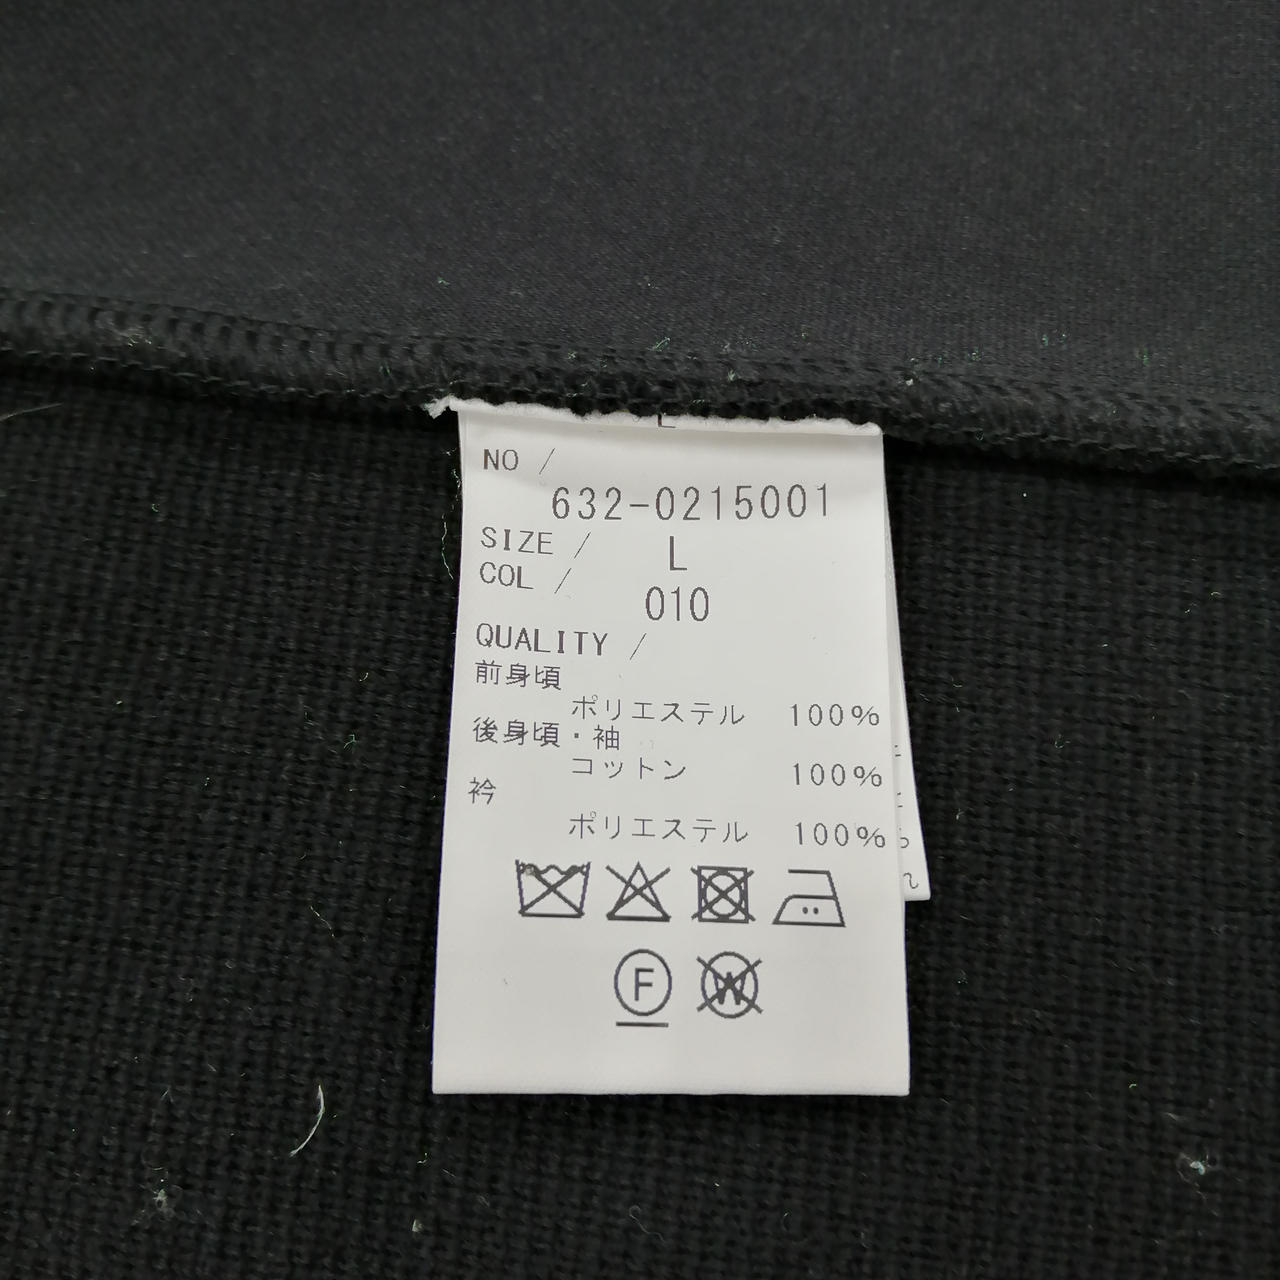 NO /
632-0215001
SIZE / L
COL / 010
QUALITY /
前身頃
ポリエステル 100%
後身頃・袖
コットン 100%
衿
ポリエステル 100%
F
W